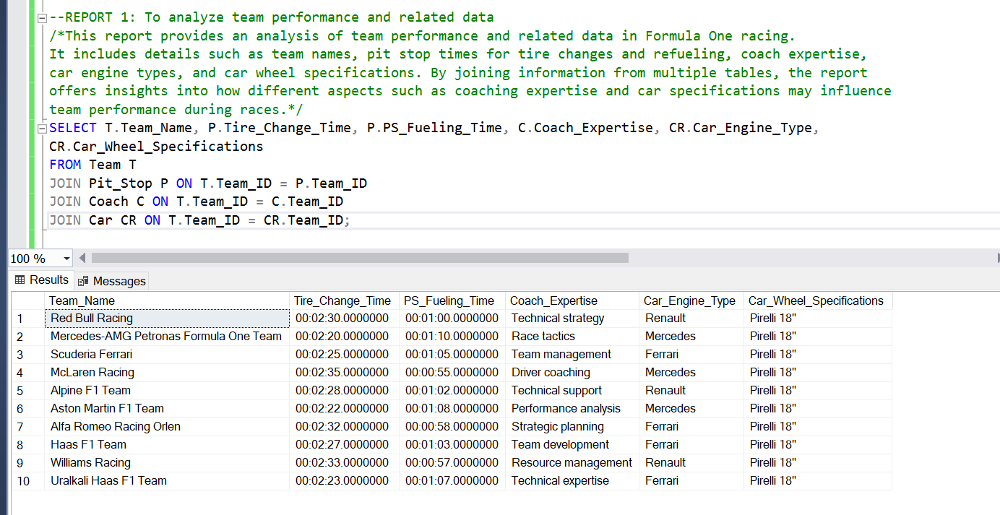 --REPORT 1: To analyze team performance and related data
/*This report provides an analysis of team performance and related data in Formula One racing.
It includes details such as team names, pit stop times for tire changes and refueling, coach expertise,
car engine types, and car wheel specifications. By joining information from multiple tables, the report
offers insights into how different aspects such as coaching expertise and car specifications may influence
team performance during races.*/
SELECT T.Team_Name, P.Tire_Change_Time, P.PS_Fueling_Time, C.Coach_Expertise, CR.Car_Engine_Type,
CR.Car_Wheel_Specifications
FROM Team T
JOIN Pit_Stop P ON T.Team_ID = P.Team_ID
JOIN Coach C ON T.Team_ID = C.Team_ID
JOIN Car CR ON T.Team_ID = CR.Team_ID;
100 %
Results Messages
Team_Name Tire_Change_Time PS_Fueling_Time Coach_Expertise Car_Engine_Type Car_Wheel_Specifications
1 Red Bull Racing 00:02:30.0000000 00:01:00.0000000 Technical strategy Renault Pirelli 18"
2 Mercedes-AMG Petronas Formula One Team 00:02:20.0000000 00:01:10.0000000 Race tactics Mercedes Pirelli 18"
3 Scuderia Ferrari 00:02:25.0000000 00:01:05.0000000 Team management Ferrari Pirelli 18"
4 McLaren Racing 00:02:35.0000000 00:00:55.0000000 Driver coaching Mercedes Pirelli 18"
5 Alpine F1 Team 00:02:28.0000000 00:01:02.0000000 Technical support Renault Pirelli 18"
6 Aston Martin F1 Team 00:02:22.0000000 00:01:08.0000000 Performance analysis Mercedes Pirelli 18"
7 Alfa Romeo Racing Orlen 00:02:32.0000000 00:00:58.0000000 Strategic planning Ferrari Pirelli 18"
8 Haas F1 Team 00:02:27.0000000 00:01:03.0000000 Team development Ferrari Pirelli 18"
9 Williams Racing 00:02:33.0000000 00:00:57.0000000 Resource management Renault Pirelli 18"
10 Uralkali Haas F1 Team 00:02:23.0000000 00:01:07.0000000 Technical expertise Ferrari Pirelli 18"